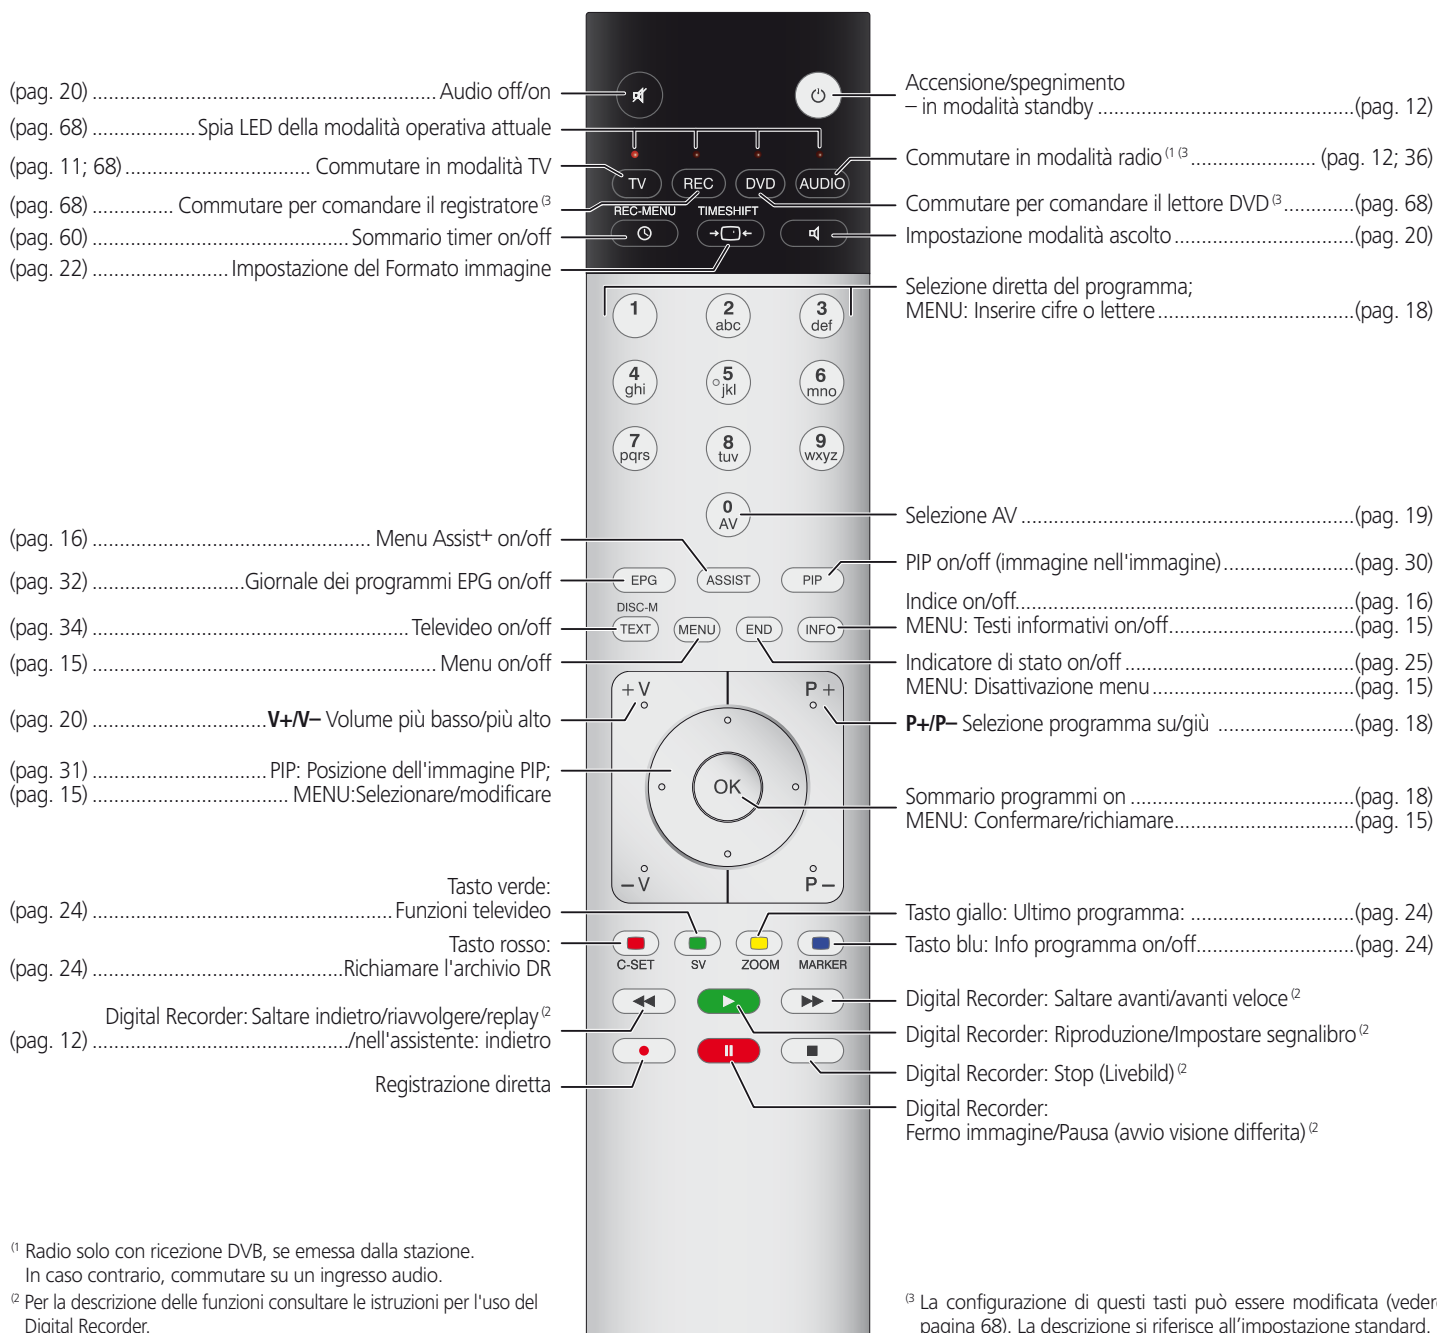 (pag. 20) ................ Audio off/on
(pag. 68) ................ Spia LED della modalità operativa attuale
(pag. 11; 68) ................ Commutare in modalità TV
(pag. 68) ................ Commutare per comandare il registratore (3
(pag. 60) ................ Sommario timer on/off
(pag. 22) ................ Impostazione del Formato immagine
(pag. 16) ................ Menu Assist+ on/off
(pag. 32) ................ Giornale dei programmi EPG on/off
(pag. 34) ................ Televideo on/off
(pag. 15) ................ Menu on/off
(pag. 20) ................ V+/V– Volume più basso/più alto
(pag. 31) ................ PIP: Posizione dell'immagine PIP;
(pag. 15) ................ MENU:Selezionare/modificare
Tasto verde:
(pag. 24) ................ Funzioni televideo
Tasto rosso:
(pag. 24) ................ Richiamare l'archivio DR
Digital Recorder: Saltare indietro/riavvolgere/replay (2
(pag. 12) ................ /nell'assistente: indietro
Registrazione diretta
TV REC DVD AUDIO
REC-MENU TIMESHIFT
1
2 abc
3 def
4 ghi
5 jkl
6 mno
7 pqrs
8 tuv
9 wxyz
0 AV
EPG ASSIST PIP
DISC-M
TEXT MENU END INFO
+ V P +
OK
– V P –
C-SET SV ZOOM MARKER
Accensione/spegnimento
– in modalità standby ................ (pag. 12)
Commutare in modalità radio (1 (3 ................ (pag. 12; 36)
Commutare per comandare il lettore DVD (3 ................ (pag. 68)
Impostazione modalità ascolto ................ (pag. 20)
Selezione diretta del programma;
MENU: Inserire cifre o lettere ................ (pag. 18)
Selezione AV ................ (pag. 19)
PIP on/off (immagine nell'immagine) ................ (pag. 30)
Indice on/off ................ (pag. 16)
MENU: Testi informativi on/off ................ (pag. 15)
Indicatore di stato on/off ................ (pag. 25)
MENU: Disattivazione menu ................ (pag. 15)
P+/P– Selezione programma su/giù ................ (pag. 18)
Sommario programmi on ................ (pag. 18)
MENU: Confermare/richiamare ................ (pag. 15)
Tasto giallo: Ultimo programma: ................ (pag. 24)
Tasto blu: Info programma on/off ................ (pag. 24)
Digital Recorder: Saltare avanti/avanti veloce (2
Digital Recorder: Riproduzione/Impostare segnalibro (2
Digital Recorder: Stop (Livebild) (2
Digital Recorder:
Fermo immagine/Pausa (avvio visione differita) (2
(1 Radio solo con ricezione DVB, se emessa dalla stazione.
In caso contrario, commutare su un ingresso audio.
(2 Per la descrizione delle funzioni consultare le istruzioni per l'uso del
Digital Recorder.
(3 La configurazione di questi tasti può essere modificata (vedere
pagina 68). La descrizione si riferisce all'impostazione standard.